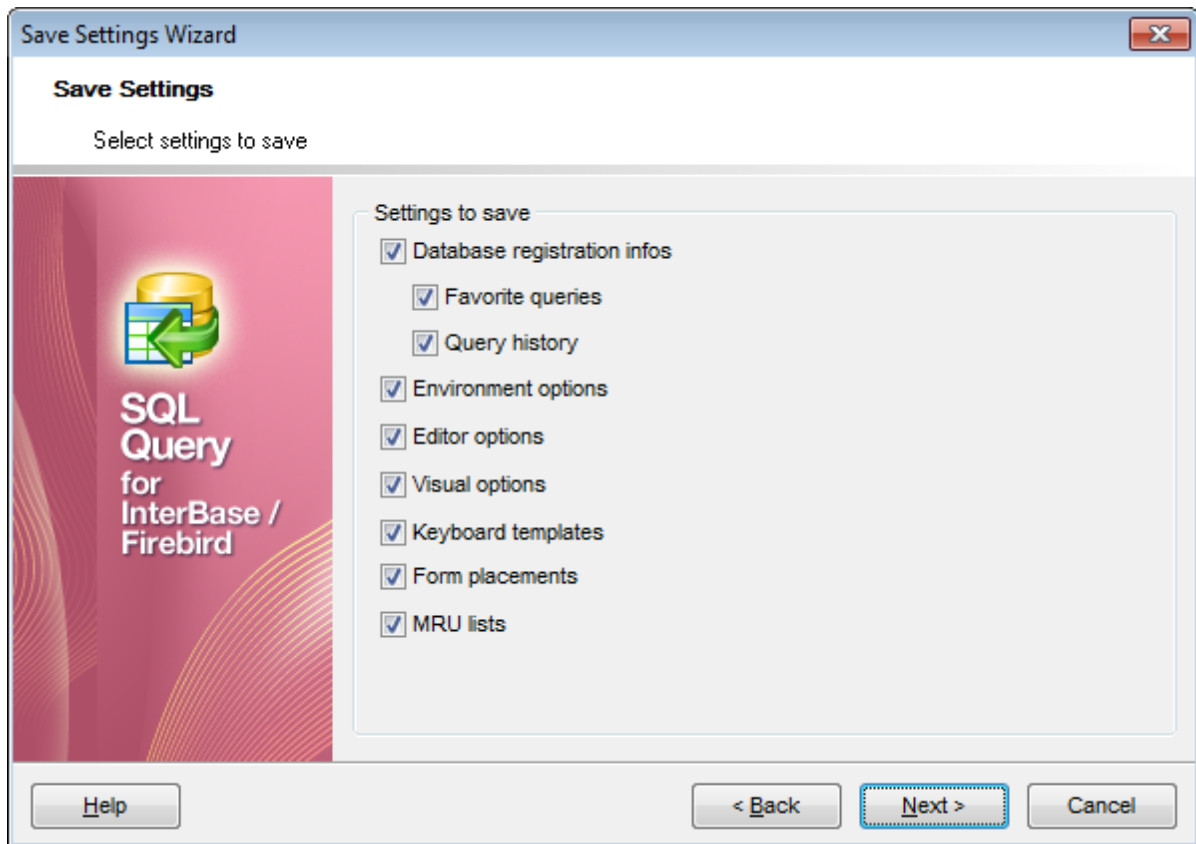 Save Settings Wizard
Save Settings
Select settings to save
SQL
Query
for
InterBase /
Firebird
Settings to save
Database registration infos
Favorite queries
Query history
Environment options
Editor options
Visual options
Keyboard templates
Form placements
MRU lists
Help
< Back
Next >
Cancel